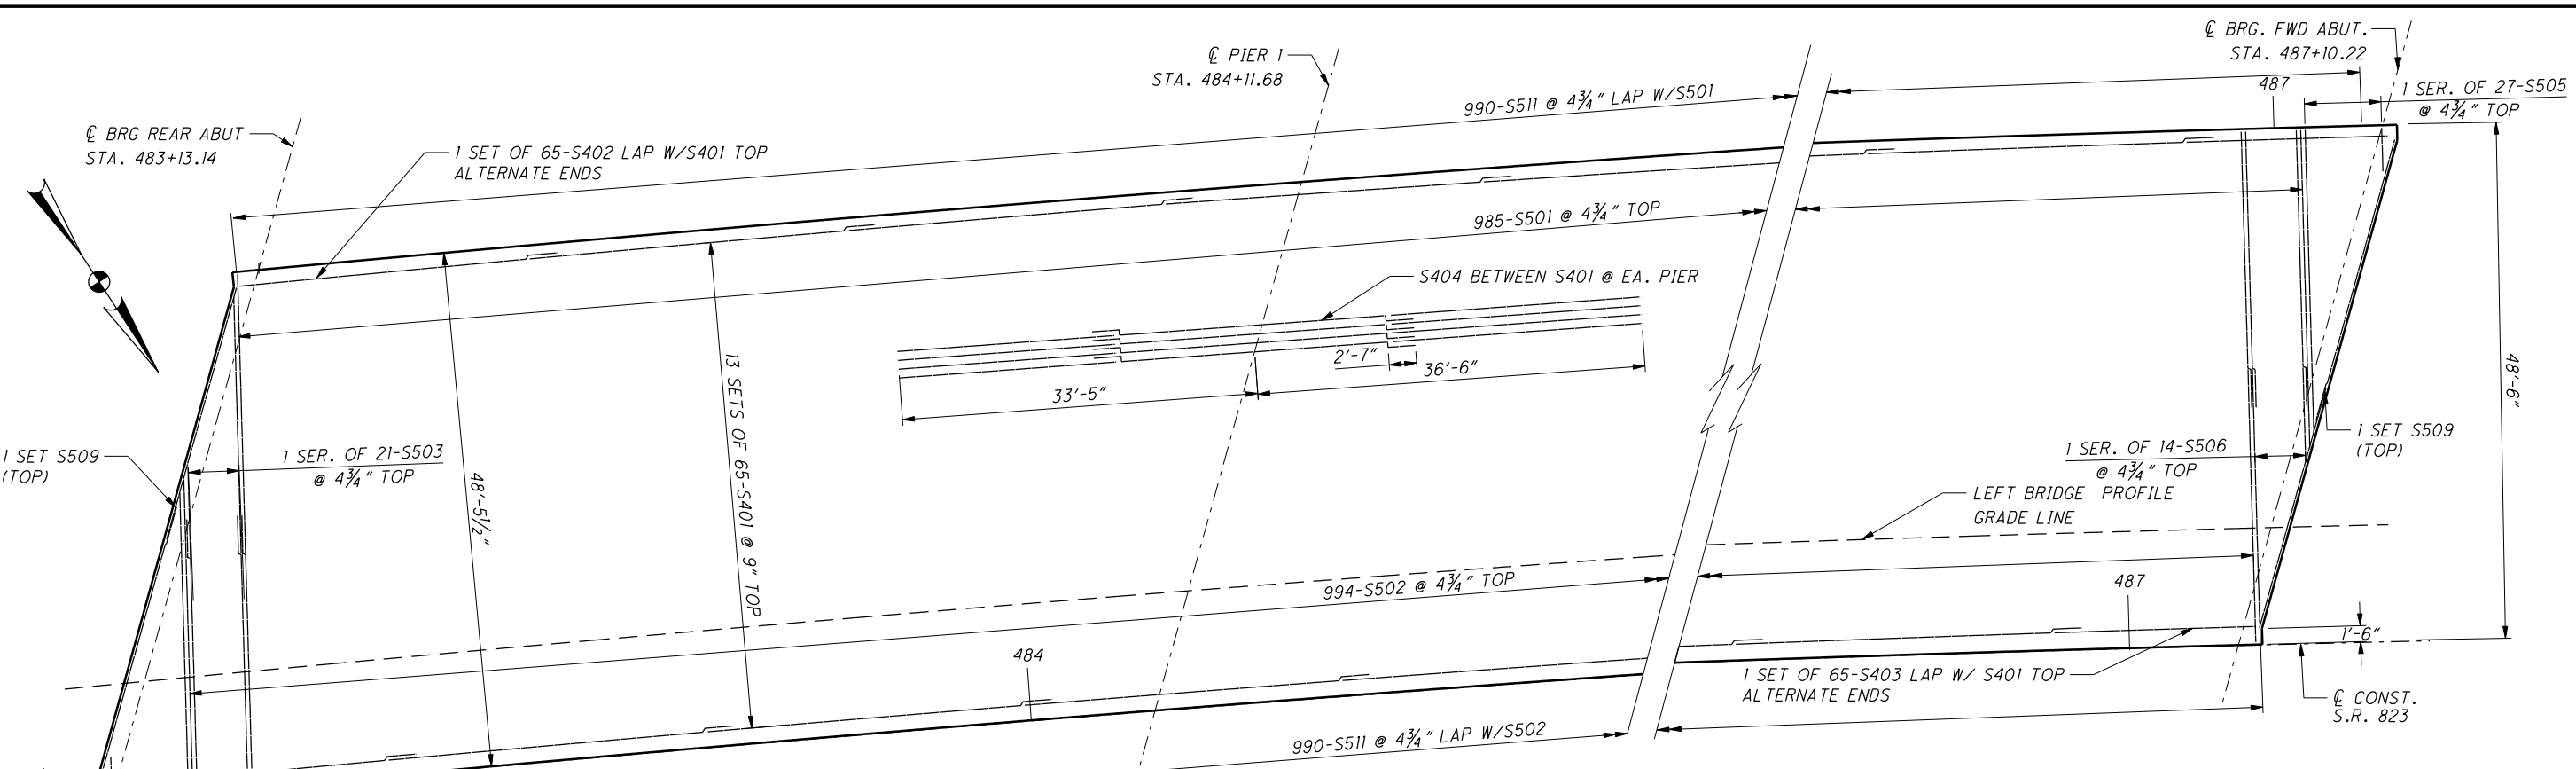 ℄ BRG. FWD ABUT.
STA. 487+10.22
℄ PIER 1
STA. 484+11.68
487
1 SER. OF 27-S505
@ 4¾" TOP
990-S511 @ 4¾" LAP W/S501
℄ BRG REAR ABUT
STA. 483+13.14
1 SET OF 65-S402 LAP W/S401 TOP
ALTERNATE ENDS
985-S501 @ 4¾" TOP
S404 BETWEEN S401 @ EA. PIER
2'-7"
36'-6"
33'-5"
13 SETS OF 65-S401 @ 9" TOP
48'-6"
1 SET S509
(TOP)
1 SER. OF 21-S503
@ 4¾" TOP
48'-5½"
1 SER. OF 14-S506
@ 4¾" TOP
1 SET S509
(TOP)
LEFT BRIDGE PROFILE
GRADE LINE
994-S502 @ 4¾" TOP
487
484
1'-6"
1 SET OF 65-S403 LAP W/ S401 TOP
ALTERNATE ENDS
℄ CONST.
S.R. 823
990-S511 @ 4¾" LAP W/S502